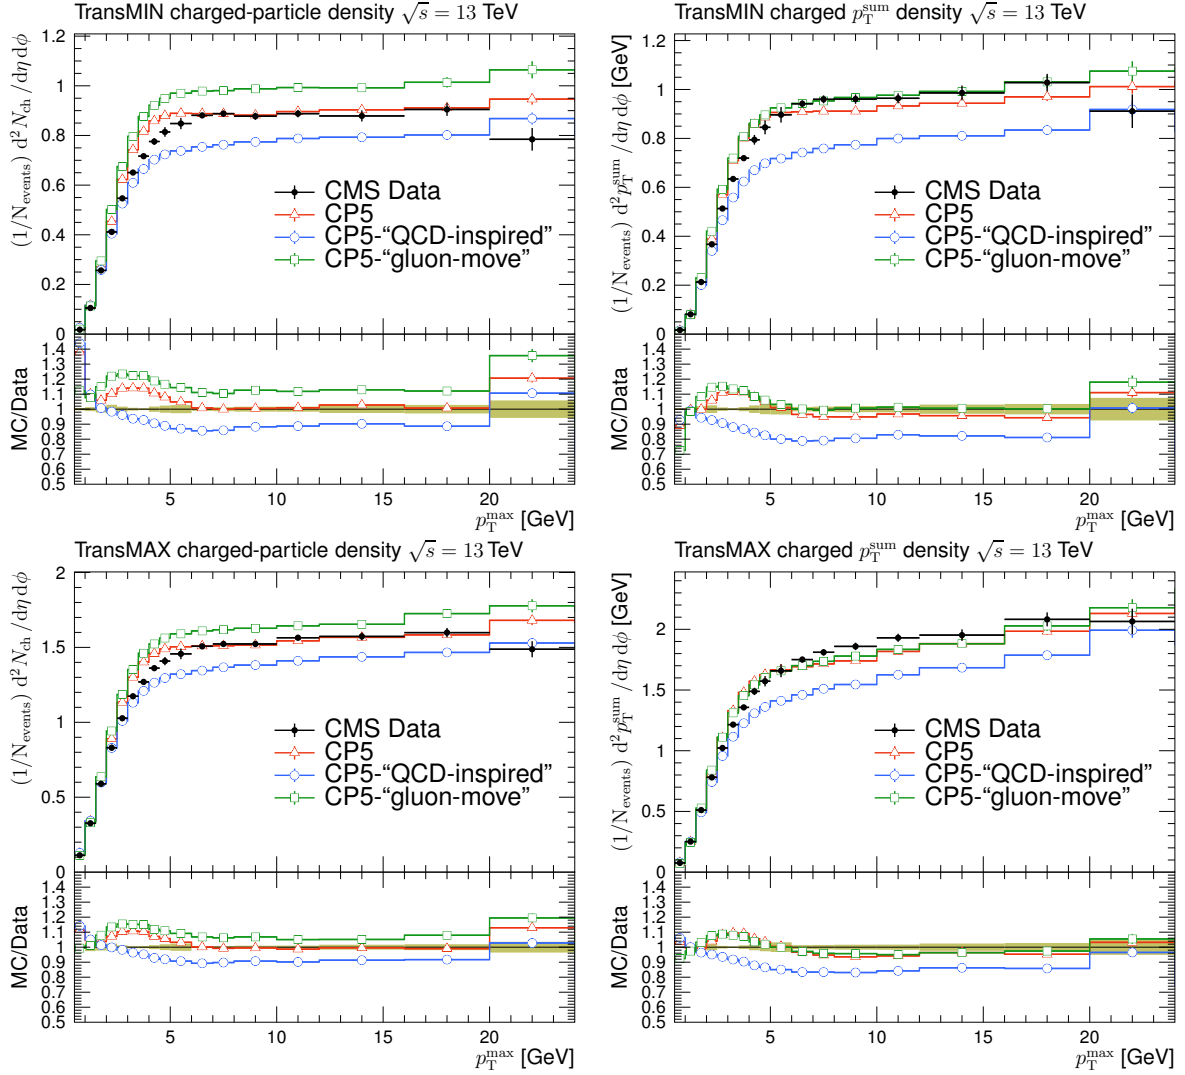 TransMIN charged-particle density √s = 13 TeV
(1/N_events) d² N_ch / dη dϕ
1.2
1
0.8
0.6
0.4
0.2
0
CMS Data
CP5
CP5-“QCD-inspired”
CP5-“gluon-move”
MC/Data
1.4
1.3
1.2
1.1
1
0.9
0.8
0.7
0.6
0.5
5 10 15 20
p_T^max [GeV]
TransMIN charged p_T^sum density √s = 13 TeV
(1/N_events) d² p_T^sum / dη dϕ [GeV]
1.2
1
0.8
0.6
0.4
0.2
0
CMS Data
CP5
CP5-“QCD-inspired”
CP5-“gluon-move”
MC/Data
1.4
1.3
1.2
1.1
1
0.9
0.8
0.7
0.6
0.5
5 10 15 20
p_T^max [GeV]
TransMAX charged-particle density √s = 13 TeV
(1/N_events) d² N_ch / dη dϕ
2
1.5
1
0.5
0
CMS Data
CP5
CP5-“QCD-inspired”
CP5-“gluon-move”
MC/Data
1.4
1.3
1.2
1.1
1
0.9
0.8
0.7
0.6
0.5
5 10 15 20
p_T^max [GeV]
TransMAX charged p_T^sum density √s = 13 TeV
(1/N_events) d² p_T^sum / dη dϕ [GeV]
2
1.5
1
0.5
0
CMS Data
CP5
CP5-“QCD-inspired”
CP5-“gluon-move”
MC/Data
1.4
1.3
1.2
1.1
1
0.9
0.8
0.7
0.6
0.5
5 10 15 20
p_T^max [GeV]